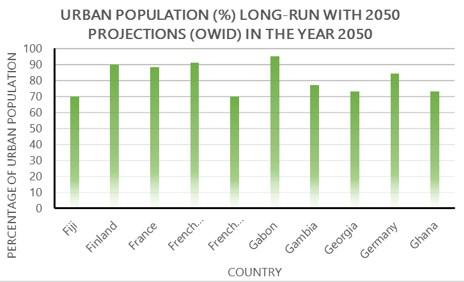 URBAN POPULATION (%) LONG-RUN WITH 2050
PROJECTIONS (OWID) IN THE YEAR 2050
PERCENTAGE OF URBAN POPULATION
100
90
80
70
60
50
40
30
20
10
0
Fiji
Finland
France
French...
French...
Gabon
Gambia
Georgia
Germany
Ghana
COUNTRY